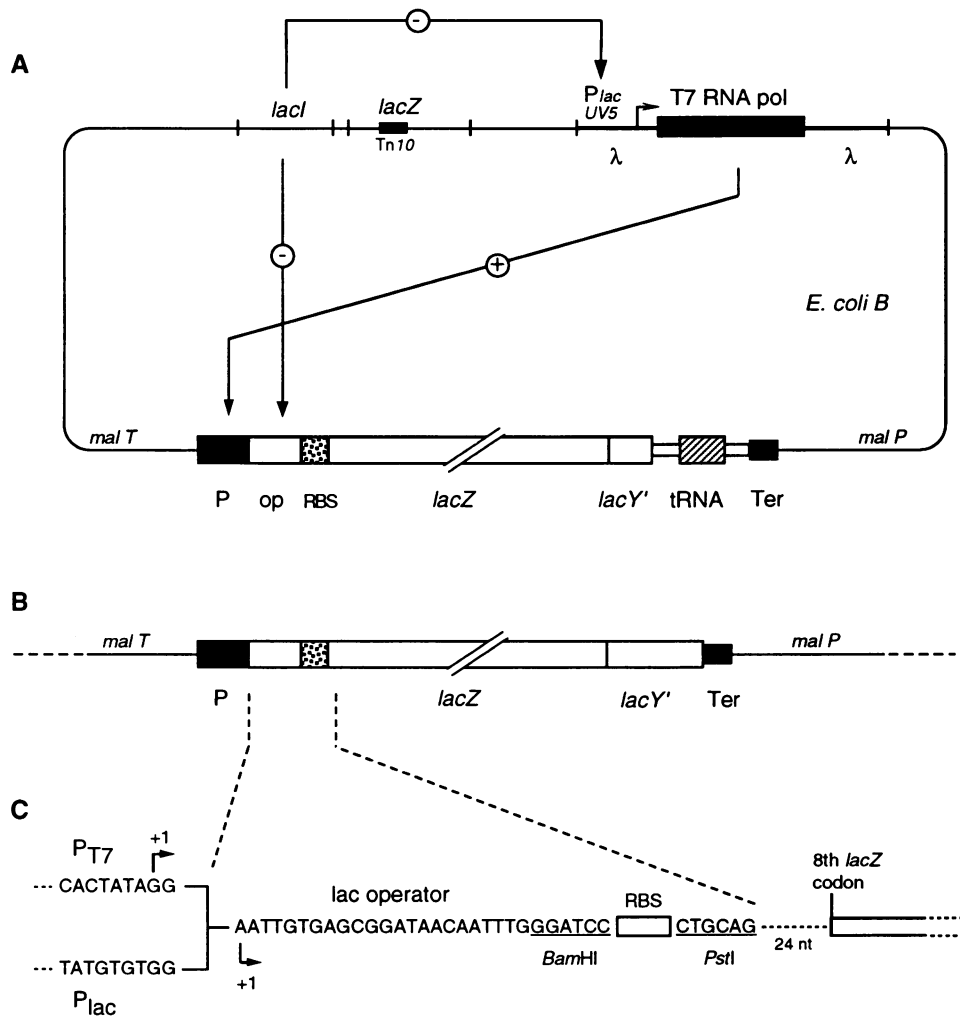 A
-
lacI
lacZ
Tn10
Plac
UV5
T7 RNA pol
λ
λ
-
+
E. coli B
mal T
mal P
P
op
RBS
lacZ
lacY'
tRNA
Ter
B
mal T
mal P
P
lacZ
lacY'
Ter
C
PT7
+1
CACTATAGG
TATGTGTGG
Plac
lac operator
AATTGTGAGCGGATAACAATTTGGGATCC
+1
BamHI
RBS
CTGCAG
PstI
24 nt
8th lacZ
codon